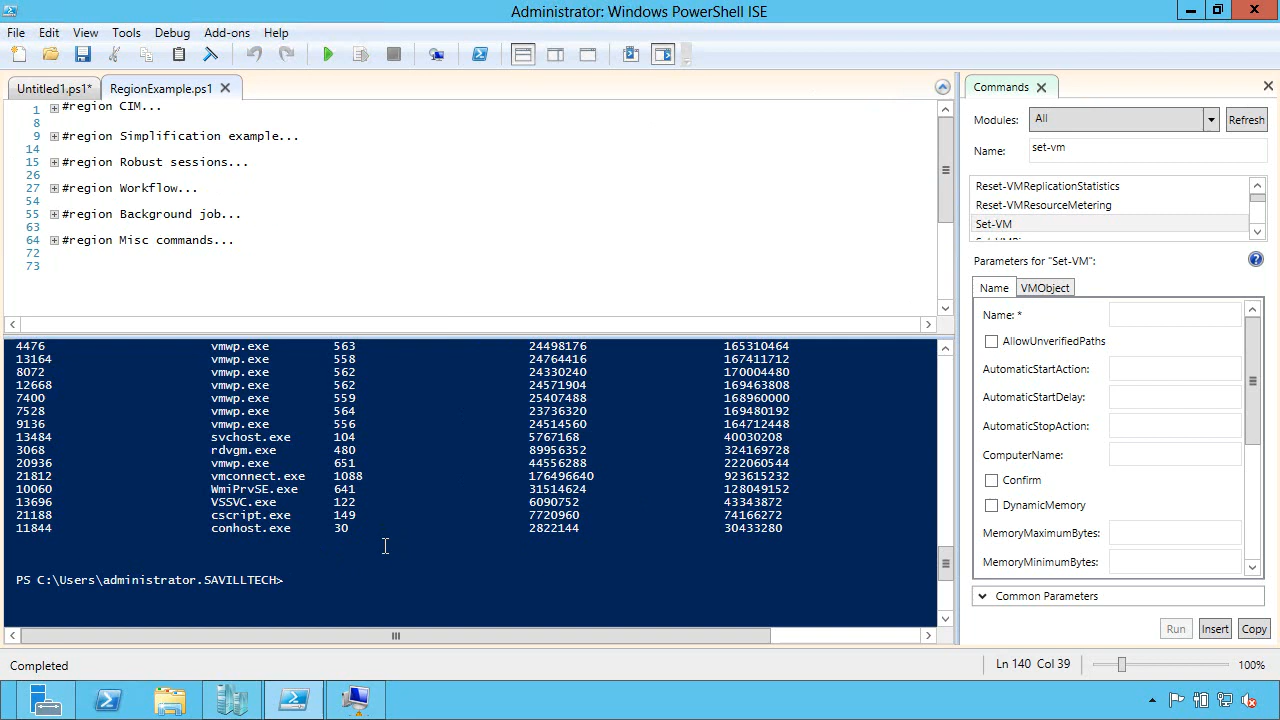 Administrator: Windows PowerShell ISE
File Edit View Tools Debug Add-ons Help
Untitled1.ps1* RegionExample.ps1
1 #region CIM...
8
9 #region Simplification example...
14
15 #region Robust sessions...
26
27 #region Workflow...
54
55 #region Background job...
63
64 #region Misc commands...
72
73
4476 vmwp.exe 563 24498176 165310464
13164 vmwp.exe 558 24764416 167411712
8072 vmwp.exe 562 24330240 170004480
12668 vmwp.exe 562 24571904 169463808
7400 vmwp.exe 559 25407488 168960000
7528 vmwp.exe 564 23736320 169480192
9136 vmwp.exe 556 24514560 164712448
13484 svchost.exe 104 5767168 40030208
3068 rdvgm.exe 480 89956352 324169728
20936 vmwp.exe 651 44556288 222060544
21812 vmconnect.exe 1088 176496640 923615232
10060 WmiPrvSE.exe 641 31514624 128049152
13696 VSSVC.exe 122 6090752 43343872
21188 cscript.exe 149 7720960 74166272
11844 conhost.exe 30 2822144 30433280
PS C:\Users\administrator.SAVILLTECH>
Completed
Ln 140 Col 39
100%
Commands
Modules: All Refresh
Name: set-vm
Reset-VMReplicationStatistics
Reset-VMResourceMetering
Set-VM
Parameters for "Set-VM":
Name VMObject
Name: *
AllowUnverifiedPaths
AutomaticStartAction:
AutomaticStartDelay:
AutomaticStopAction:
ComputerName:
Confirm
DynamicMemory
MemoryMaximumBytes:
MemoryMinimumBytes:
Common Parameters
Run Insert Copy